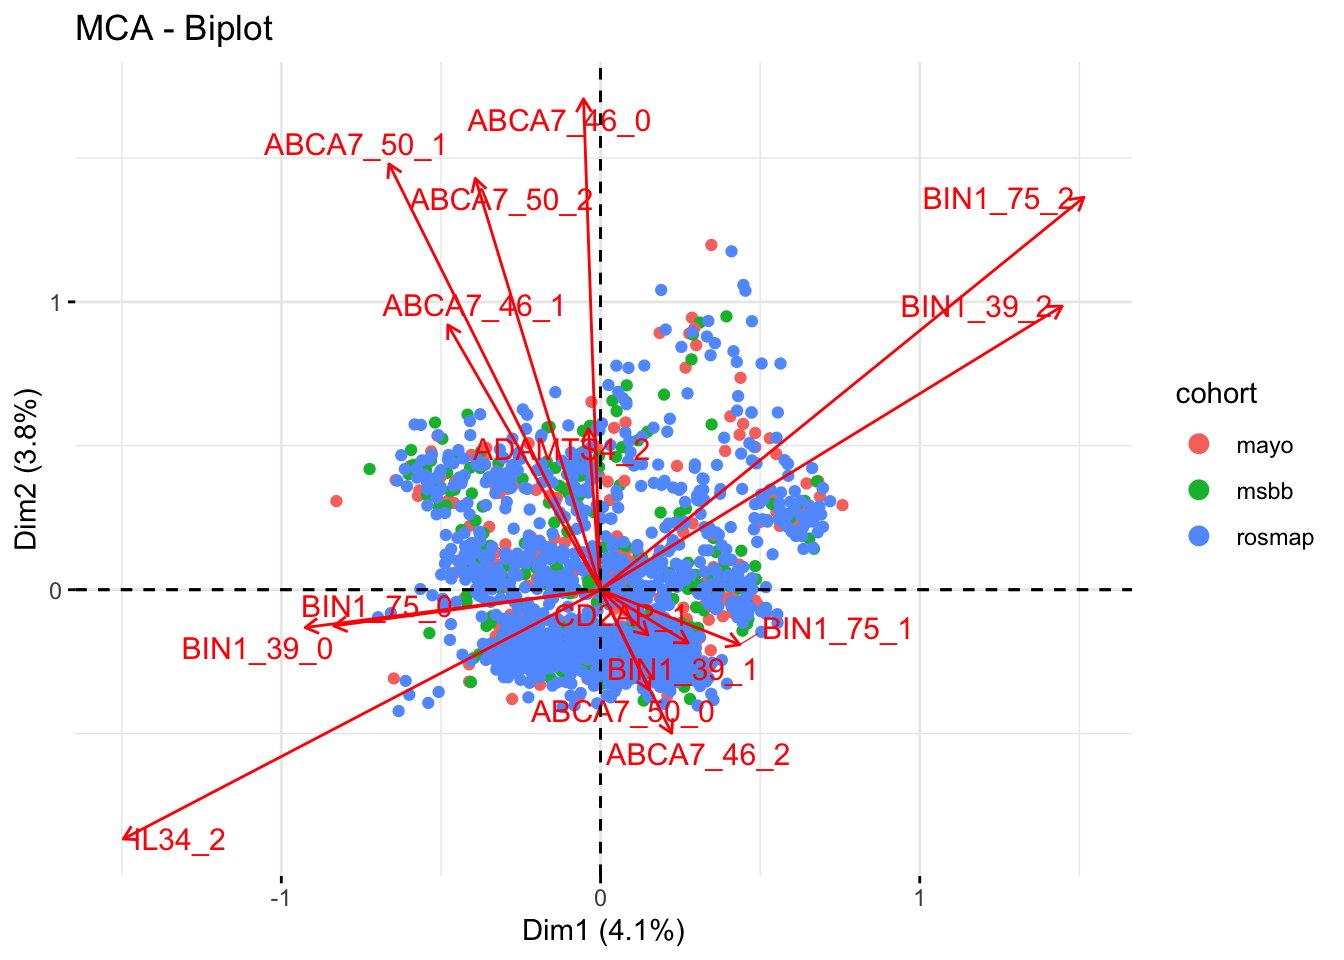 MCA - Biplot
ABCA7_46_0
ABCA7_50_1
ABCA7_50_2
BIN1_75_2
ABCA7_46_1
BIN1_39_2
ADAMTS4_2
BIN1_75_0
CD2AP_1
BIN1_75_1
BIN1_39_0
BIN1_39_1
ABCA7_50_0
ABCA7_46_2
IL34_2
1
0
Dim2 (3.8%)
-1
0
1
Dim1 (4.1%)
cohort
mayo
msbb
rosmap